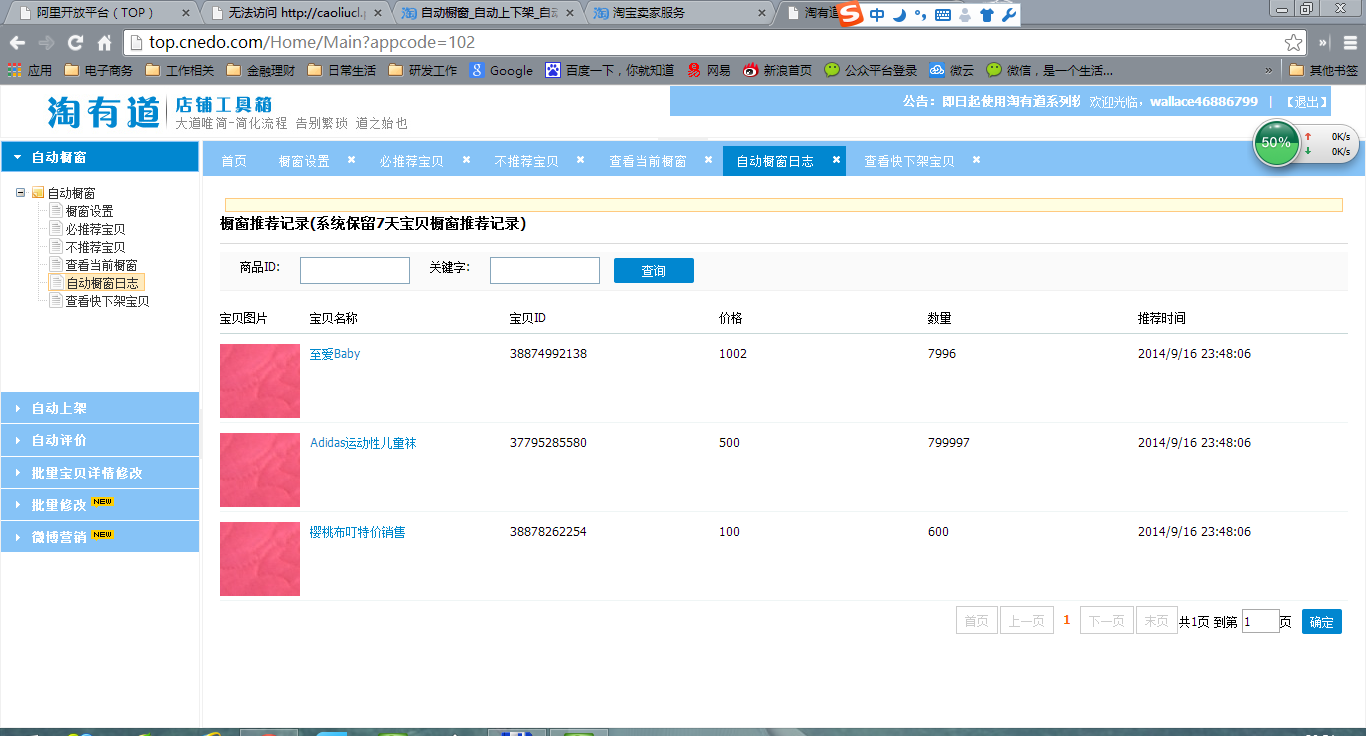 阿里开放平台（TOP） 无法访问 http://caoliucl.p 自动橱窗_自动上下架_自动 淘宝卖家服务 淘有道 中
top.cnedo.com/Home/Main?appcode=102
应用 电子商务 工作相关 金融理财 日常生活 研发工作 Google 百度一下，你就知道 网易 新浪首页 公众平台登录 微云 微信，是一个生活... » 其他书签
淘有道 店铺工具箱
大道唯简-简化流程 告别繁琐 道之始也
公告：即日起使用淘有道系列软 欢迎光临，wallace46886799 | 【退出】
50% 0K/s
0K/s
自动橱窗
首页 橱窗设置 必推荐宝贝 不推荐宝贝 查看当前橱窗 自动橱窗日志 查看快下架宝贝
自动橱窗
橱窗设置
必推荐宝贝
不推荐宝贝
查看当前橱窗
自动橱窗日志
查看快下架宝贝
自动上架
自动评价
批量宝贝详情修改
批量修改 NEW
微博营销 NEW
橱窗推荐记录(系统保留7天宝贝橱窗推荐记录)
商品ID: 关键字: 查询
宝贝图片 宝贝名称 宝贝ID 价格 数量 推荐时间
至爱Baby 38874992138 1002 7996 2014/9/16 23:48:06
Adidas运动性儿童袜 37795285580 500 799997 2014/9/16 23:48:06
樱桃布叮特价销售 38878262254 100 600 2014/9/16 23:48:06
首页 上一页 1 下一页 末页 共1页 到第 1 页 确定